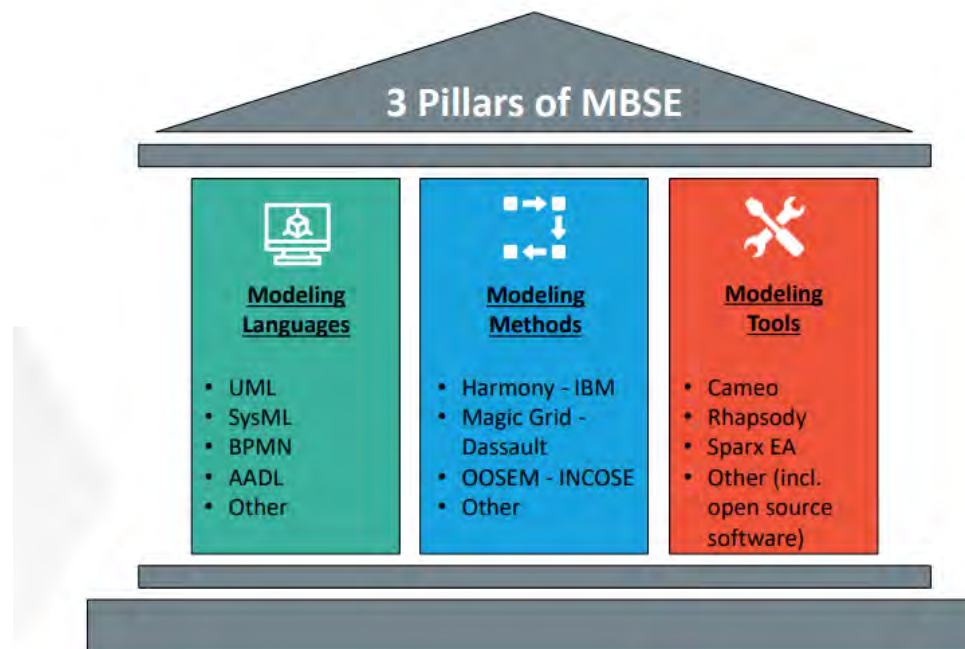 3 Pillars of MBSE
Modeling
Languages
• UML
• SysML
• BPMN
• AADL
• Other
Modeling
Methods
• Harmony - IBM
• Magic Grid -
Dassault
• OOSEM - INCOSE
• Other
Modeling
Tools
• Cameo
• Rhapsody
• Sparx EA
• Other (incl.
open source
software)